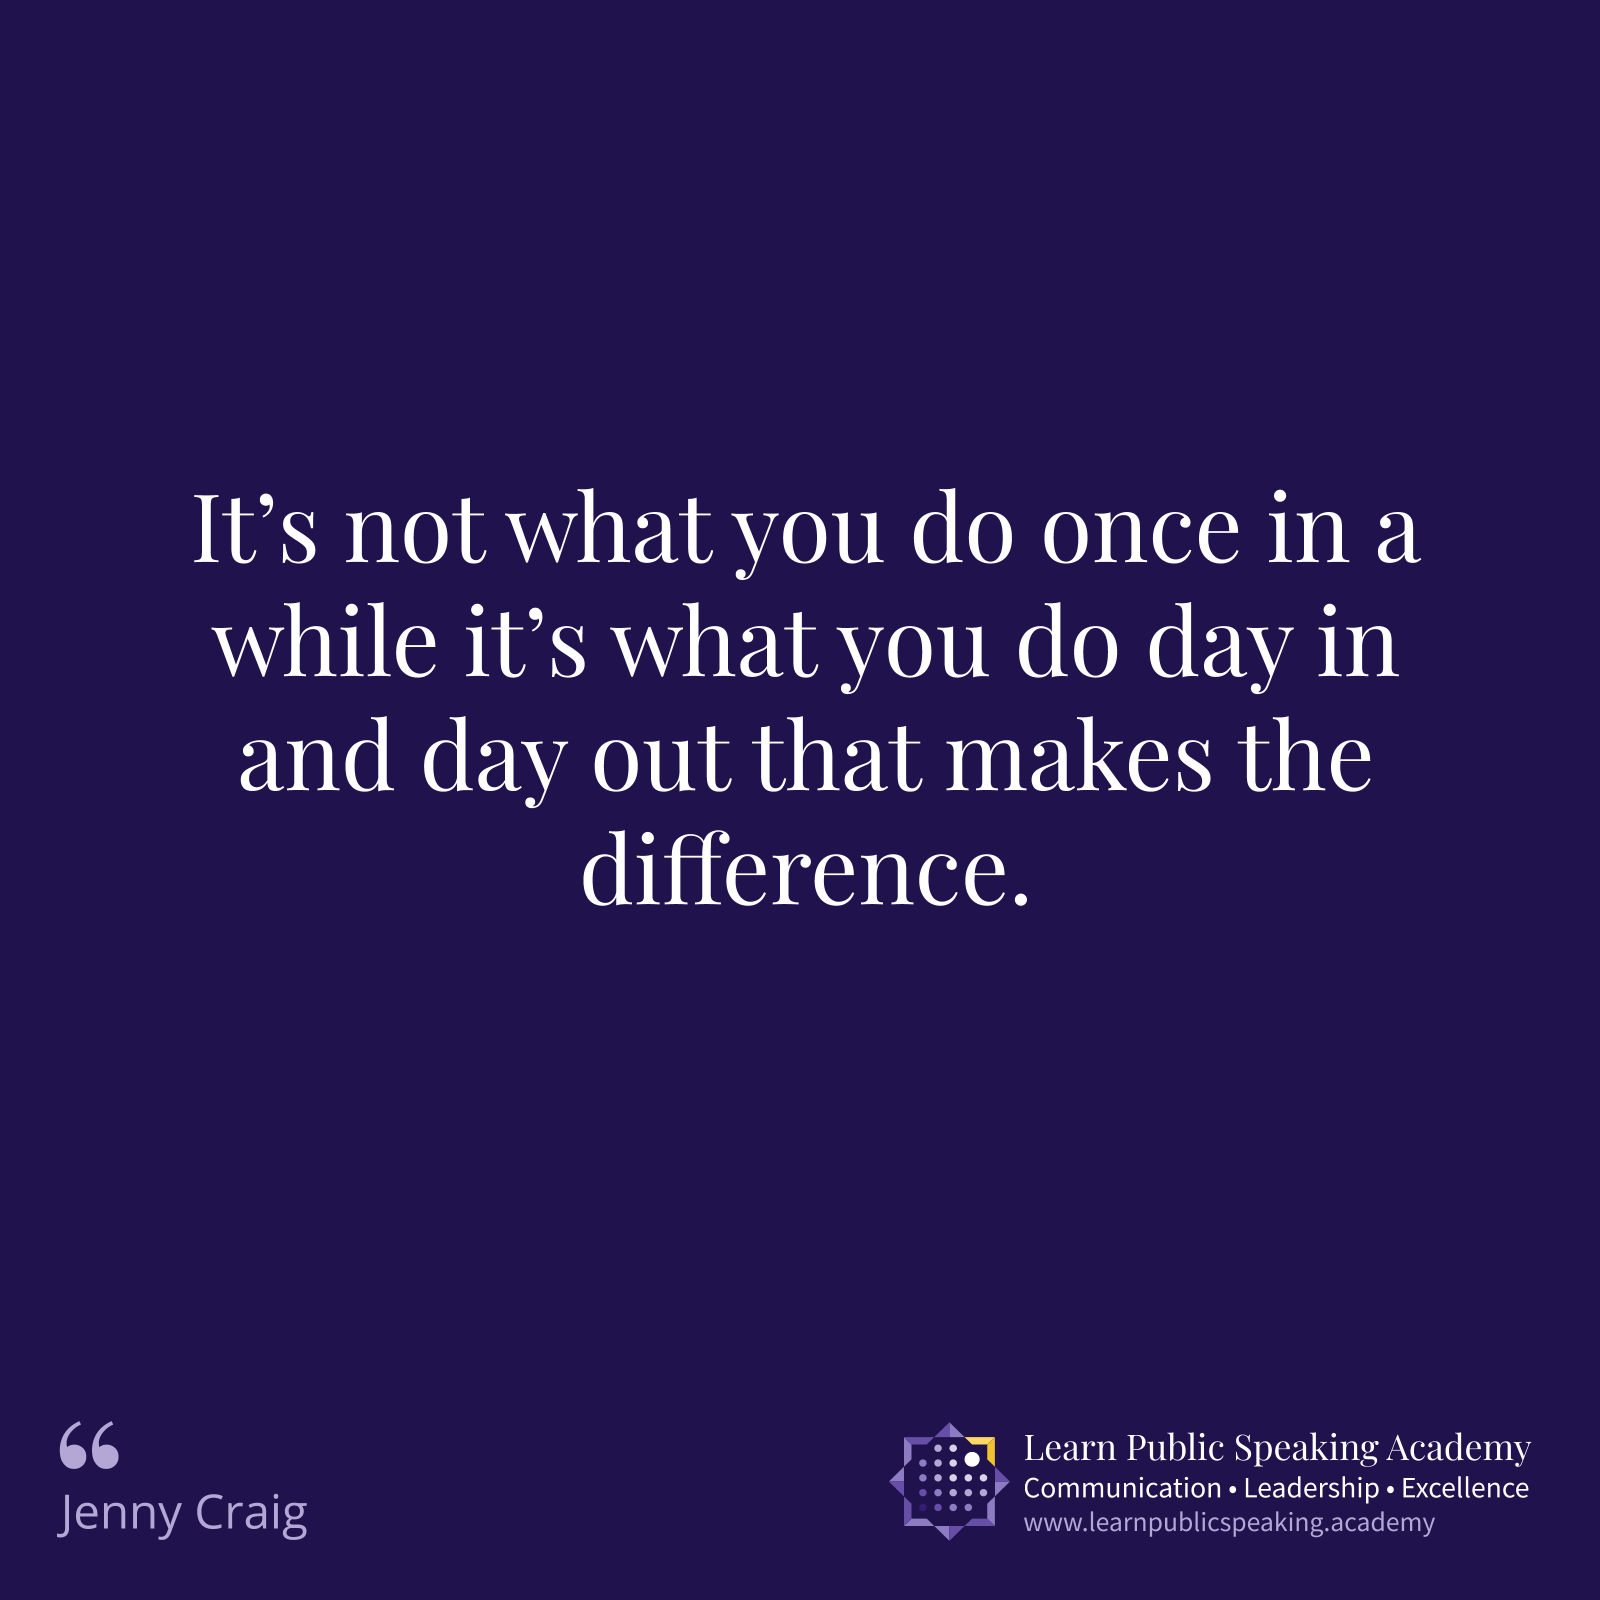 It’s not what you do once in a
while it’s what you do day in
and day out that makes the
difference.
“
Jenny Craig
Learn Public Speaking Academy
Communication • Leadership • Excellence
www.learnpublicspeaking.academy